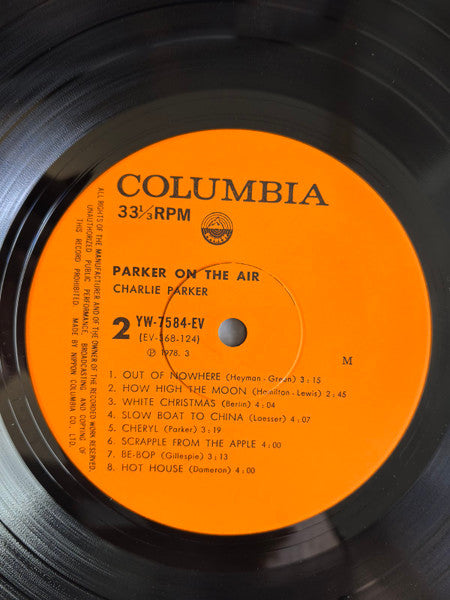 COLUMBIA
33⅓RPM
PARKER ON THE AIR
CHARLIE PARKER
2 YW-7584-EV
(EV-368-124)
℗ 1978. 3
M
1. OUT OF NOWHERE (Heyman-Green) 3:15
2. HOW HIGH THE MOON (Hamilton-Lewis) 2:45
3. WHITE CHRISTMAS (Berlin) 4:04
4. SLOW BOAT TO CHINA (Loesser) 4:07
5. CHERYL (Parker) 3:19
6. SCRAPPLE FROM THE APPLE 4:00
7. BE-BOP (Gillespie) 3:13
8. HOT HOUSE (Dameron) 4:00
ALL RIGHTS OF THE MANUFACTURER AND OF THE OWNER OF THE RECORDED WORK RESERVED.
UNAUTHORIZED PUBLIC PERFORMANCE, BROADCASTING AND COPYING OF
THIS RECORD PROHIBITED. MADE BY NIPPON COLUMBIA CO., LTD.